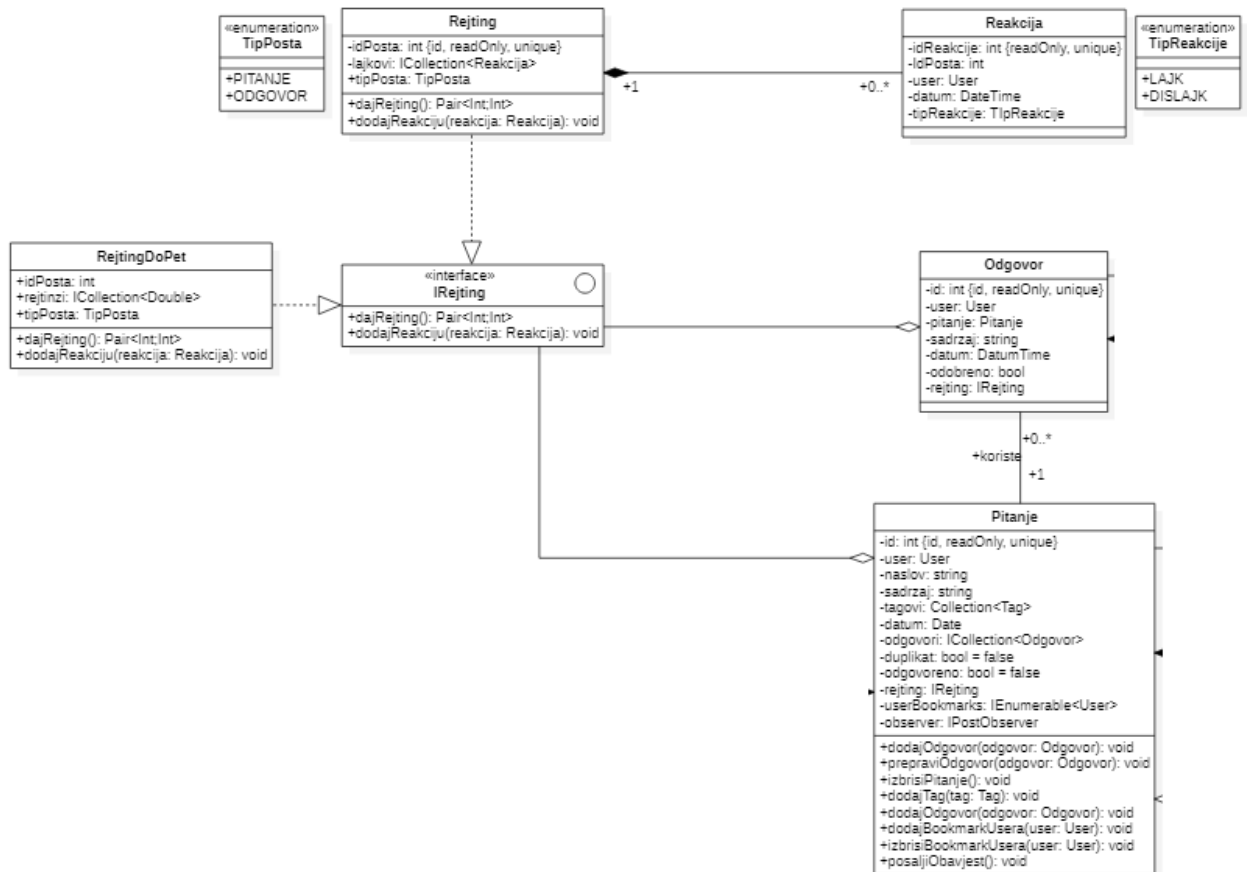 «enumeration»
TipPosta
+PITANJE
+ODGOVOR
Rejting
-idPosta: int {id, readOnly, unique}
-lajkovi: ICollection<Reakcija>
+tipPosta: TipPosta
+dajRejting(): Pair<Int;Int>
+dodajReakciju(reakcija: Reakcija): void
+1
+0..*
Reakcija
-idReakcije: int {readOnly, unique}
-IdPosta: int
-user: User
-datum: DateTime
-tipReakcije: TIpReakcije
«enumeration»
TipReakcije
+LAJK
+DISLAJK
RejtingDoPet
+idPosta: int
+rejtinzi: ICollection<Double>
+tipPosta: TipPosta
+dajRejting(): Pair<Int;Int>
+dodajReakciju(reakcija: Reakcija): void
«interface»
IRejting
+dajRejting(): Pair<Int;Int>
+dodajReakciju(reakcija: Reakcija): void
Odgovor
-id: int {id, readOnly, unique}
-user: User
-pitanje: Pitanje
-sadrzaj: string
-datum: DatumTime
-odobreno: bool
-rejting: IRejting
+0..*
+koriste
+1
Pitanje
-id: int {id, readOnly, unique}
-user: User
-naslov: string
-sadrzaj: string
-tagovi: Collection<Tag>
-datum: Date
-odgovori: ICollection<Odgovor>
-duplikat: bool = false
-odgovoreno: bool = false
-rejting: IRejting
-userBookmarks: IEnumerable<User>
-observer: IPostObserver
+dodajOdgovor(odgovor: Odgovor): void
+prepraviOdgovor(odgovor: Odgovor): void
+izbrisiPitanje(): void
+dodajTag(tag: Tag): void
+dodajOdgovor(odgovor: Odgovor): void
+dodajBookmarkUsera(user: User): void
+izbrisiBookmarkUsera(user: User): void
+posaljiObavjest(): void